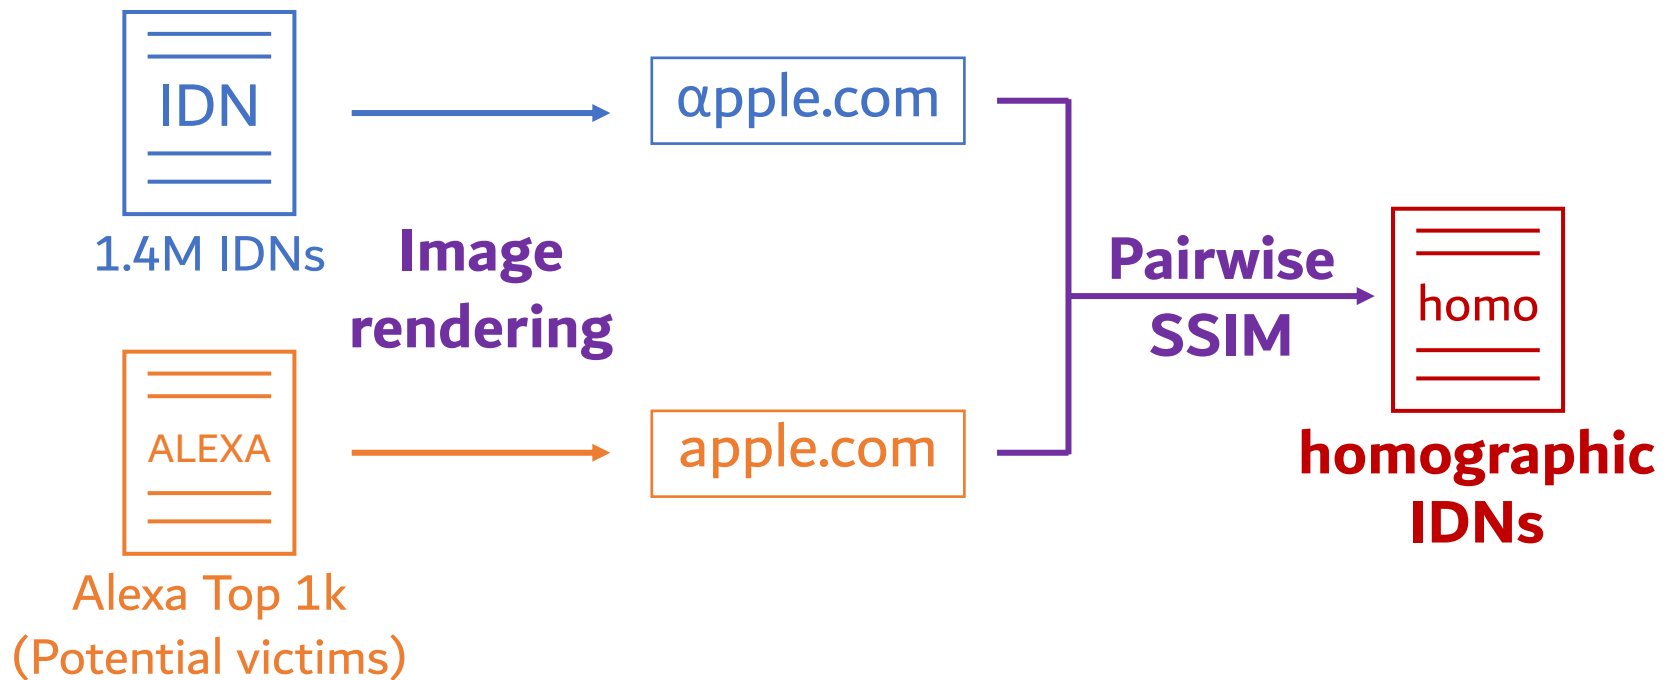 IDN
1.4M IDNs
Image
rendering
αpple.com
ALEXA
Alexa Top 1k
(Potential victims)
apple.com
Pairwise
SSIM
homo
homographic
IDNs